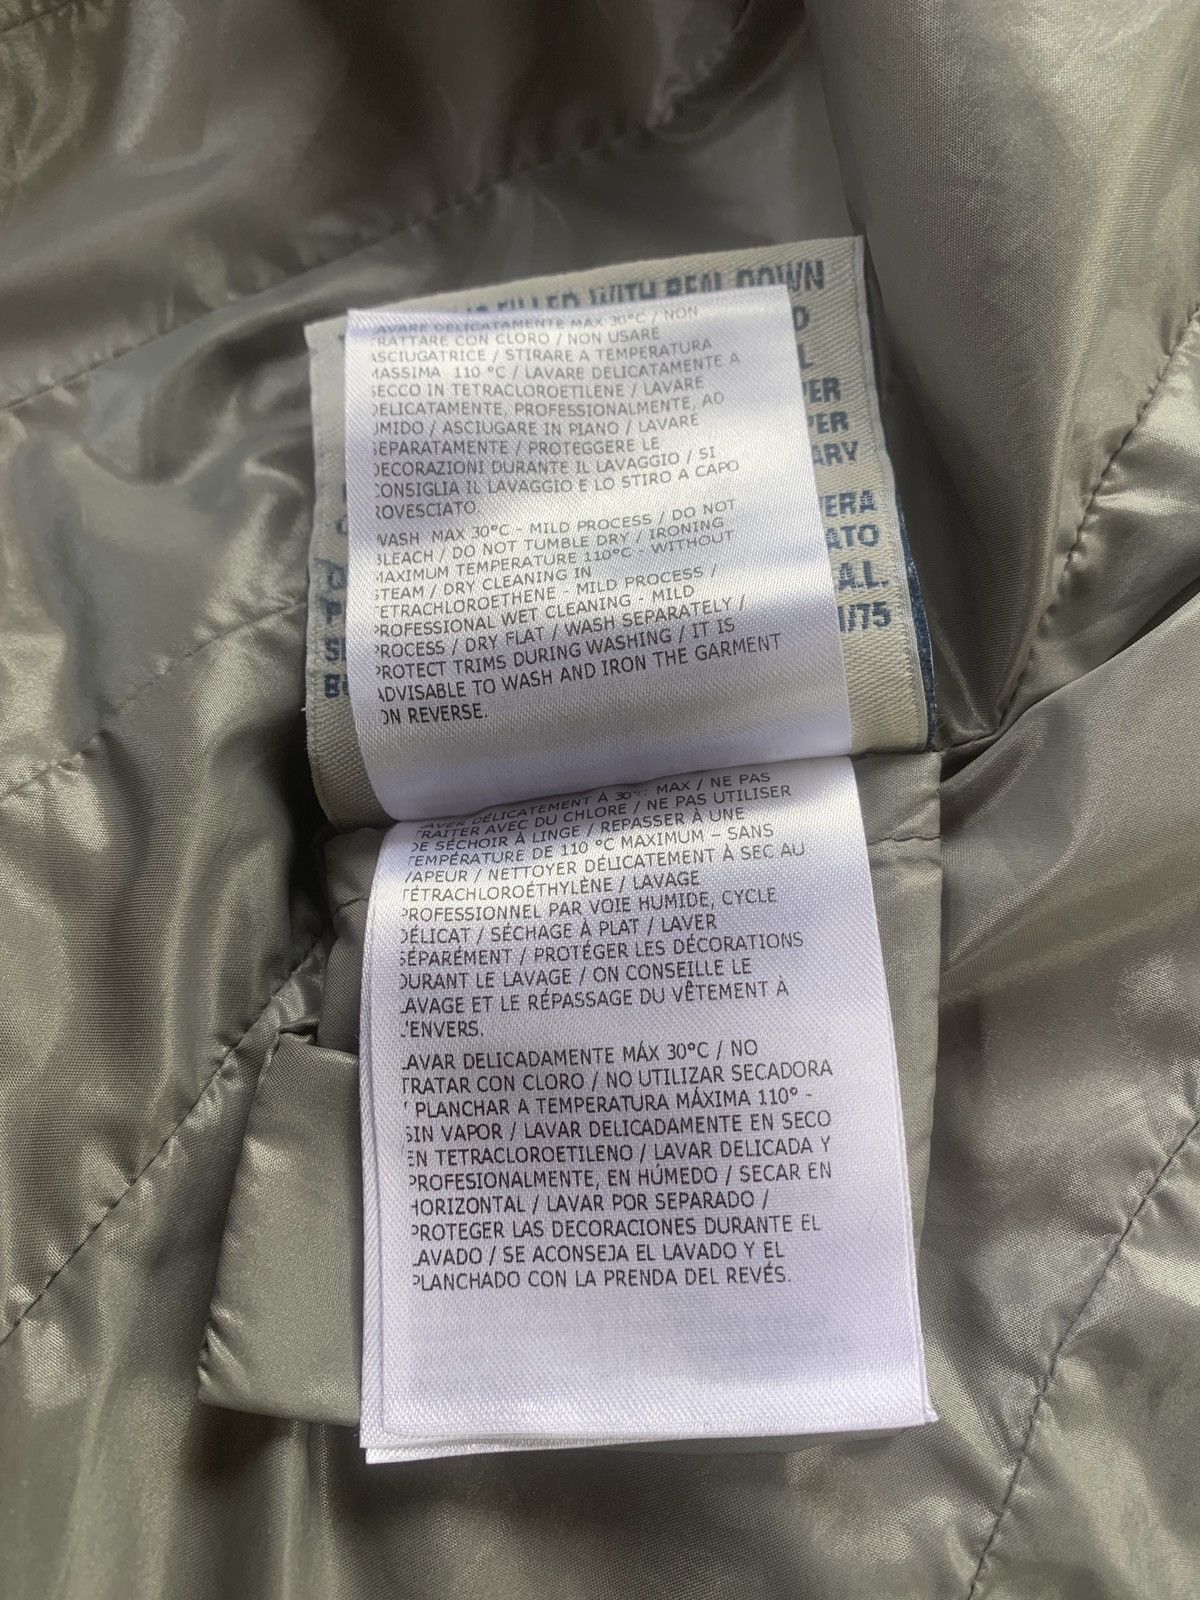 FILLED WITH REAL DOWN
AVARE DELICATAMENTE MAX 30°C / NON
RATTARE CON CLORO / NON USARE
ASCIUGATRICE / STIRARE A TEMPERATURA
MASSIMA 110 °C / LAVARE DELICATAMENTE A
SECCO IN TETRACLOROETILENE / LAVARE
DELICATAMENTE, PROFESSIONALMENTE, AD
UMIDO / ASCIUGARE IN PIANO / LAVARE
SEPARATAMENTE / PROTEGGERE LE
DECORAZIONI DURANTE IL LAVAGGIO / SI
CONSIGLIA IL LAVAGGIO E LO STIRO A CAPO
ROVESCIATO
WASH MAX 30°C - MILD PROCESS / DO NOT
BLEACH / DO NOT TUMBLE DRY / IRONING
MAXIMUM TEMPERATURE 110°C - WITHOUT
STEAM / DRY CLEANING IN
TETRACHLOROETHENE - MILD PROCESS /
PROFESSIONAL WET CLEANING - MILD
PROCESS / DRY FLAT / WASH SEPARATELY /
PROTECT TRIMS DURING WASHING / IT IS
ADVISABLE TO WASH AND IRON THE GARMENT
ON REVERSE.
ERA
ATO
A.L.
1/75
LAVER DÉLICATEMENT À 30°C MAX / NE PAS
TRAITER AVEC DU CHLORE / NE PAS UTILISER
DE SÉCHOIR À LINGE / REPASSER À UNE
TEMPÉRATURE DE 110 °C MAXIMUM – SANS
VAPEUR / NETTOYER DÉLICATEMENT À SEC AU
TÉTRACHLOROÉTHYLÈNE / LAVAGE
PROFESSIONNEL PAR VOIE HUMIDE, CYCLE
DÉLICAT / SÉCHAGE À PLAT / LAVER
SÉPARÉMENT / PROTÉGER LES DÉCORATIONS
DURANT LE LAVAGE / ON CONSEILLE LE
LAVAGE ET LE RÉPASSAGE DU VÊTEMENT À
L'ENVERS.
LAVAR DELICADAMENTE MÁX 30°C / NO
TRATAR CON CLORO / NO UTILIZAR SECADORA
/ PLANCHAR A TEMPERATURA MÁXIMA 110° -
SIN VAPOR / LAVAR DELICADAMENTE EN SECO
EN TETRACLOROETILENO / LAVAR DELICADA Y
PROFESIONALMENTE, EN HÚMEDO / SECAR EN
HORIZONTAL / LAVAR POR SEPARADO /
PROTEGER LAS DECORACIONES DURANTE EL
LAVADO / SE ACONSEJA EL LAVADO Y EL
PLANCHADO CON LA PRENDA DEL REVÉS.